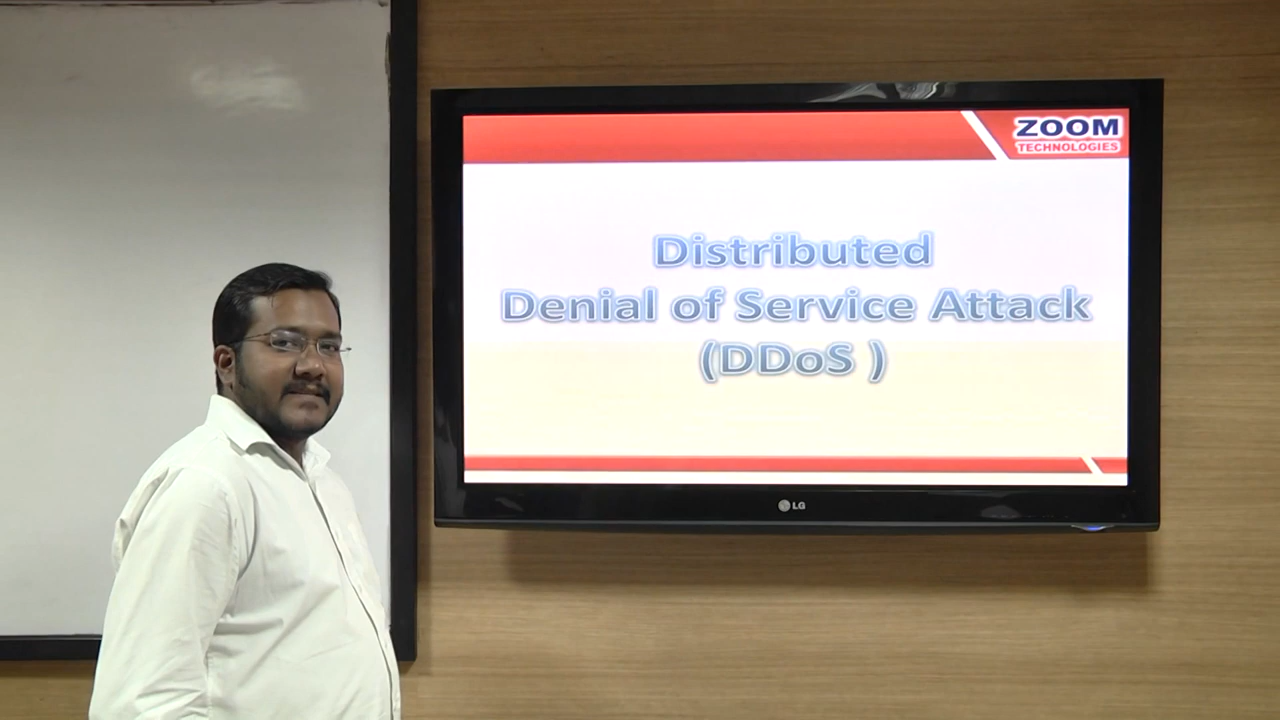 ZOOM
TECHNOLOGIES
Distributed
Denial of Service Attack
(DDoS )
LG